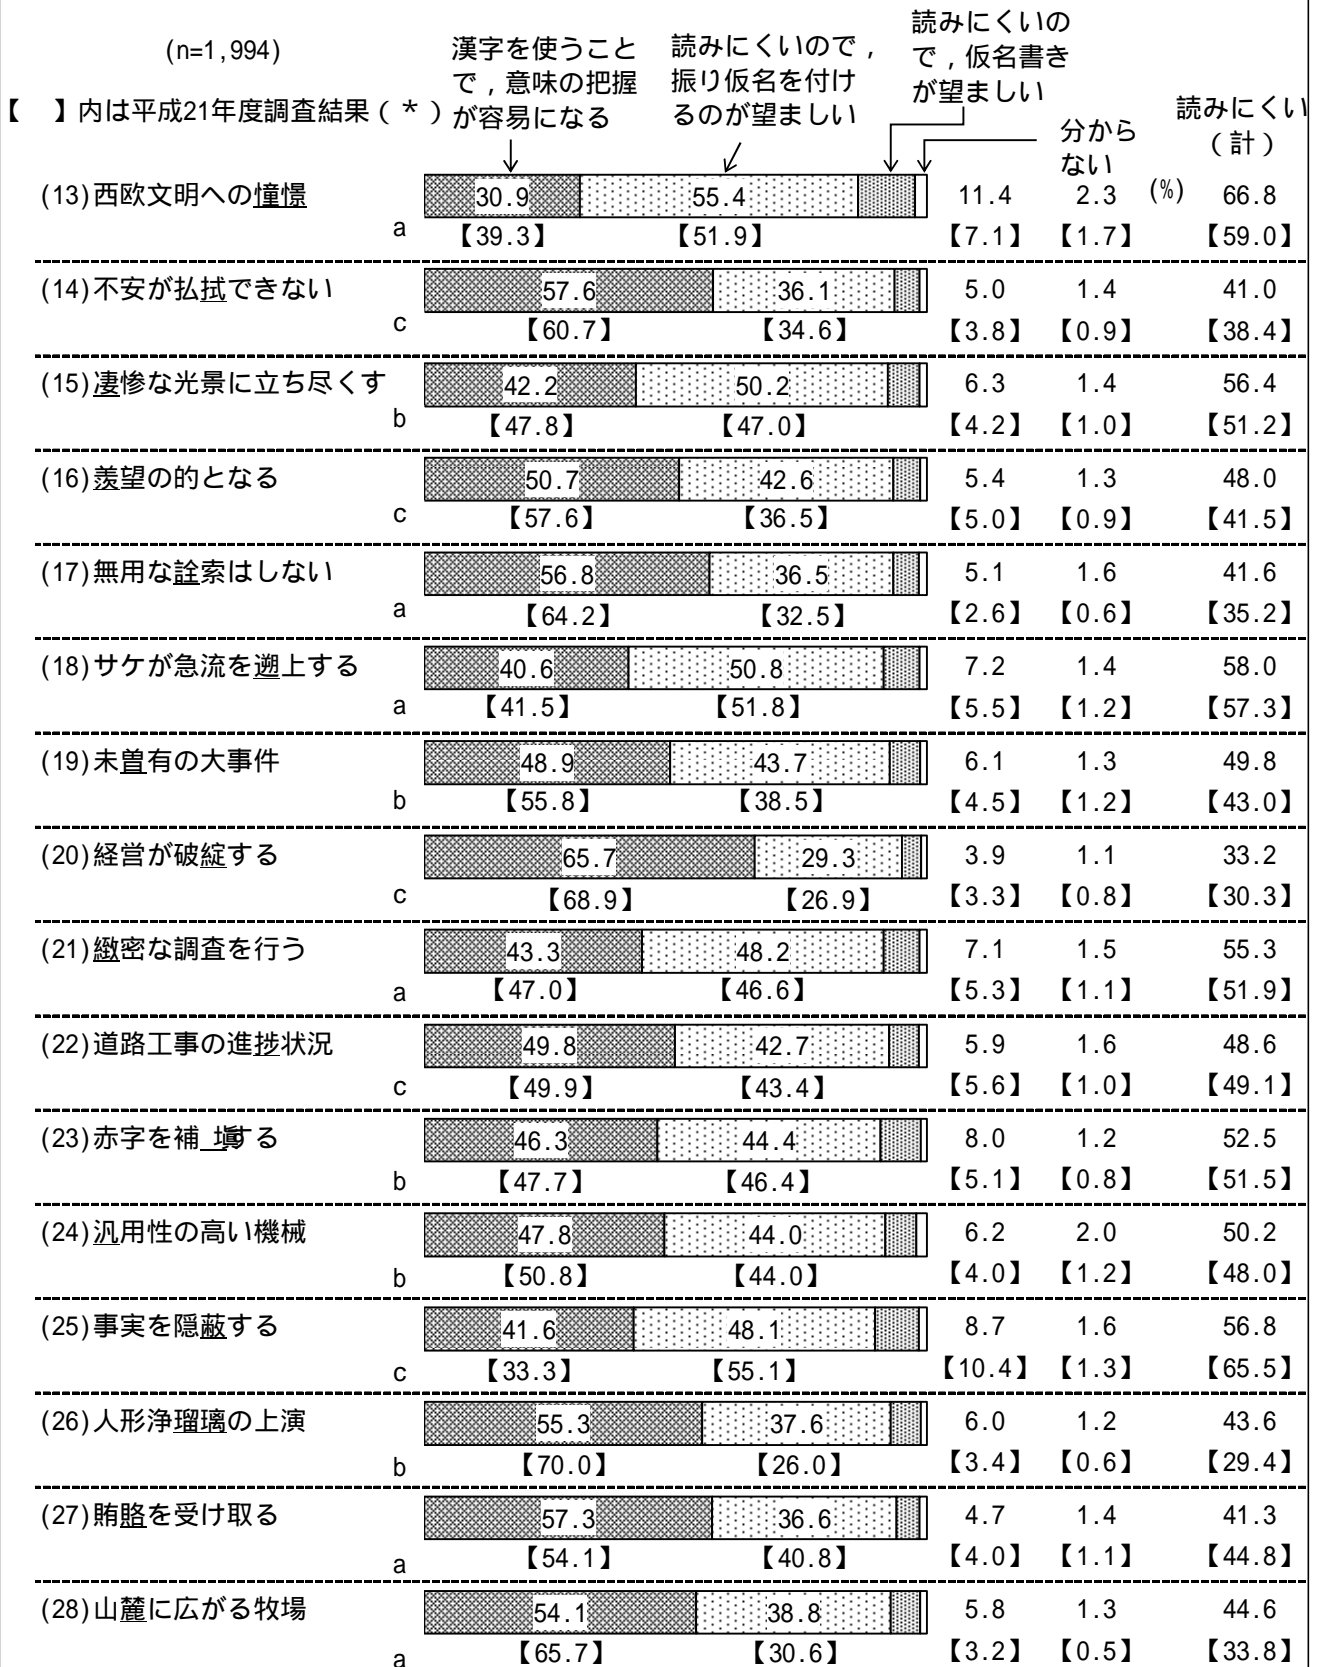 (n=1,994)
【　】内は平成21年度調査結果(*)
漢字を使うこと
で,意味の把握
が容易になる
読みにくいので,
振り仮名を付け
るのが望ましい
読みにくいの
で,仮名書き
が望ましい
分から
ない
読みにくい
(計)
(%)
(13)西欧文明への憧憬 30.9 55.4 11.4 2.3 66.8
a 【39.3】 【51.9】 【7.1】 【1.7】 【59.0】
(14)不安が払拭できない 57.6 36.1 5.0 1.4 41.0
c 【60.7】 【34.6】 【3.8】 【0.9】 【38.4】
(15)凄惨な光景に立ち尽くす 42.2 50.2 6.3 1.4 56.4
b 【47.8】 【47.0】 【4.2】 【1.0】 【51.2】
(16)羨望の的となる 50.7 42.6 5.4 1.3 48.0
c 【57.6】 【36.5】 【5.0】 【0.9】 【41.5】
(17)無用な詮索はしない 56.8 36.5 5.1 1.6 41.6
a 【64.2】 【32.5】 【2.6】 【0.6】 【35.2】
(18)サケが急流を遡上する 40.6 50.8 7.2 1.4 58.0
a 【41.5】 【51.8】 【5.5】 【1.2】 【57.3】
(19)未曽有の大事件 48.9 43.7 6.1 1.3 49.8
b 【55.8】 【38.5】 【4.5】 【1.2】 【43.0】
(20)経営が破綻する 65.7 29.3 3.9 1.1 33.2
c 【68.9】 【26.9】 【3.3】 【0.8】 【30.3】
(21)緻密な調査を行う 43.3 48.2 7.1 1.5 55.3
a 【47.0】 【46.6】 【5.3】 【1.1】 【51.9】
(22)道路工事の進捗状況 49.8 42.7 5.9 1.6 48.6
c 【49.9】 【43.4】 【5.6】 【1.0】 【49.1】
(23)赤字を補塡する 46.3 44.4 8.0 1.2 52.5
b 【47.7】 【46.4】 【5.1】 【0.8】 【51.5】
(24)汎用性の高い機械 47.8 44.0 6.2 2.0 50.2
b 【50.8】 【44.0】 【4.0】 【1.2】 【48.0】
(25)事実を隠蔽する 41.6 48.1 8.7 1.6 56.8
c 【33.3】 【55.1】 【10.4】 【1.3】 【65.5】
(26)人形浄瑠璃の上演 55.3 37.6 6.0 1.2 43.6
b 【70.0】 【26.0】 【3.4】 【0.6】 【29.4】
(27)賄賂を受け取る 57.3 36.6 4.7 1.4 41.3
a 【54.1】 【40.8】 【4.0】 【1.1】 【44.8】
(28)山麓に広がる牧場 54.1 38.8 5.8 1.3 44.6
a 【65.7】 【30.6】 【3.2】 【0.5】 【33.8】